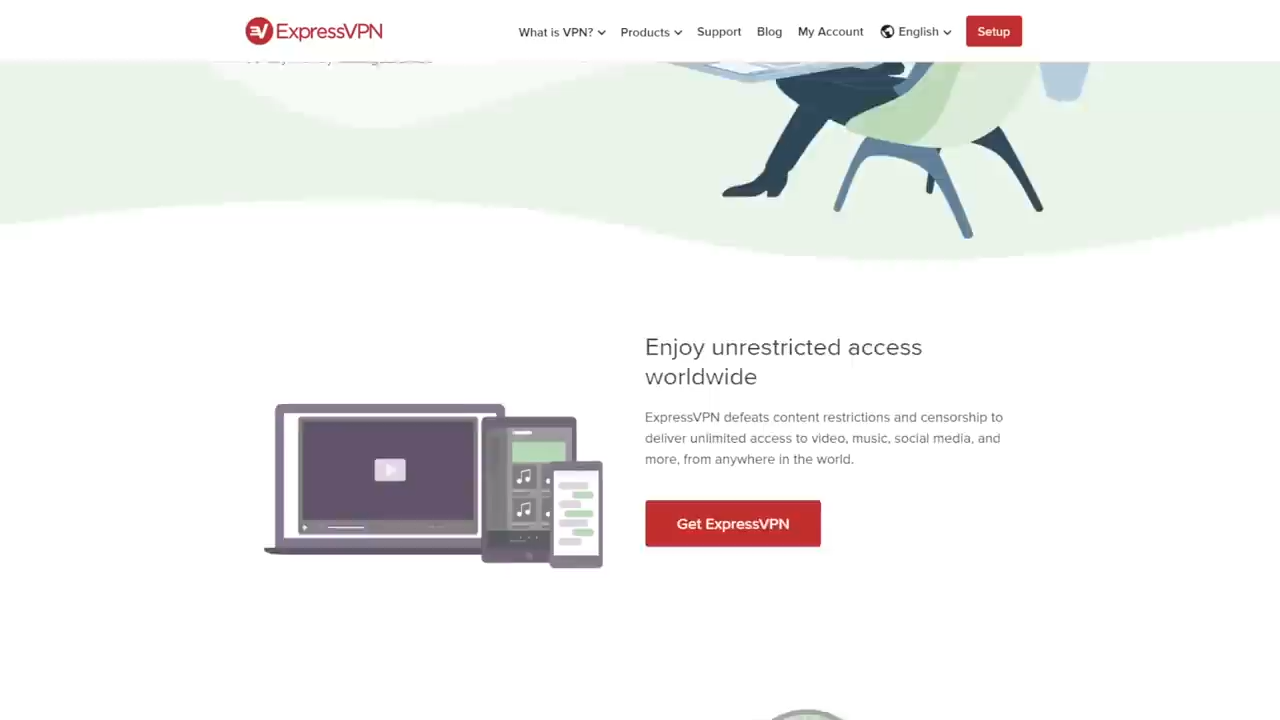 ExpressVPN
What is VPN? Products Support Blog My Account English Setup
Enjoy unrestricted access
worldwide
ExpressVPN defeats content restrictions and censorship to
deliver unlimited access to video, music, social media, and
more, from anywhere in the world.
Get ExpressVPN